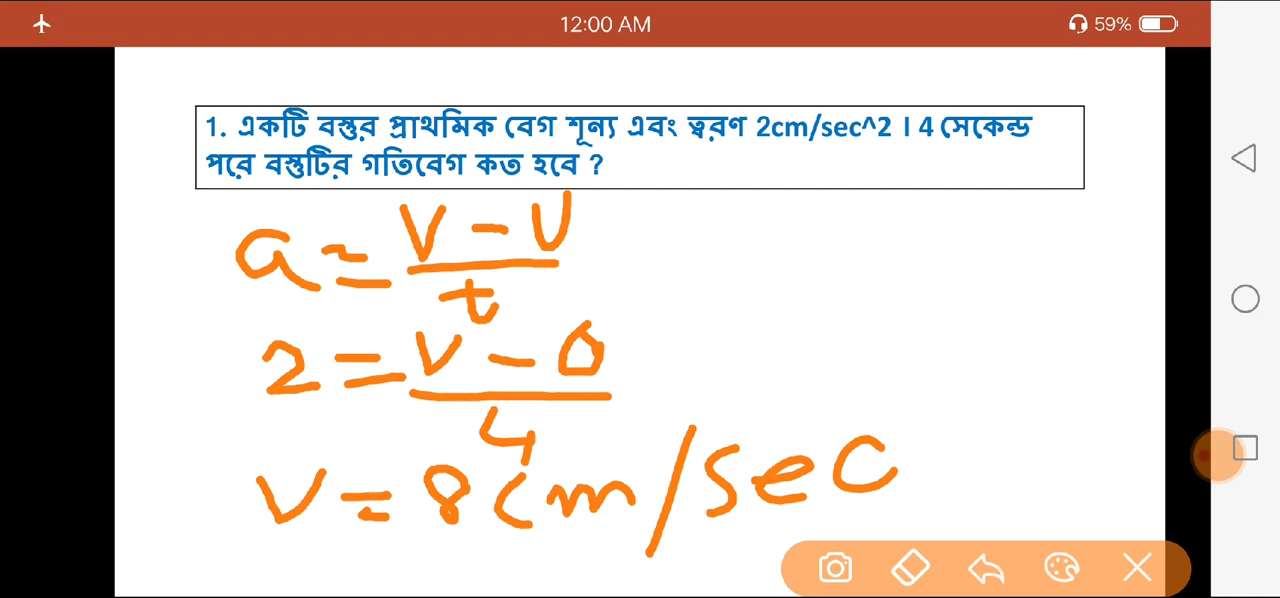 12:00 AM
59%
1. একটি বস্তুর প্রাথমিক বেগ শূন্য এবং ত্বরণ 2cm/sec^2 । 4 সেকেন্ড
পরে বস্তুটির গতিবেগ কত হবে ?
a = V - U / t
2 = V - 0 / 4
V = 8 cm/sec